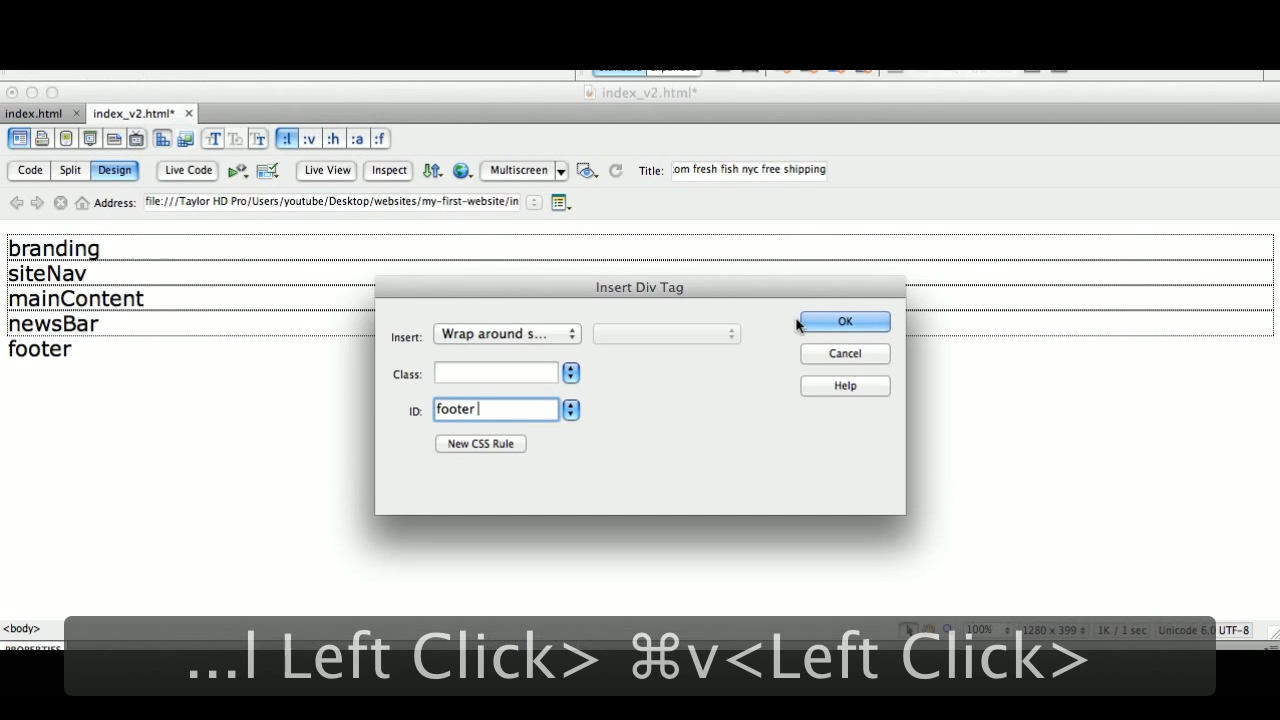 index_v2.html*
index.html
index_v2.html*
:l :v :h :a :f
Code Split Design Live Code Live View Inspect Multiscreen Title: om fresh fish nyc free shipping
Address: file:///Taylor HD Pro/Users/youtube/Desktop/websites/my-first-website/in
branding
siteNav
mainContent
newsBar
footer
Insert Div Tag
Insert: Wrap around s...
Class:
ID: footer
New CSS Rule
OK
Cancel
Help
<body> 100% 1280 x 399 1K / 1 sec Unicode 6.0 UTF-8
PROPERTIES
...l Left Click> ⌘v<Left Click>